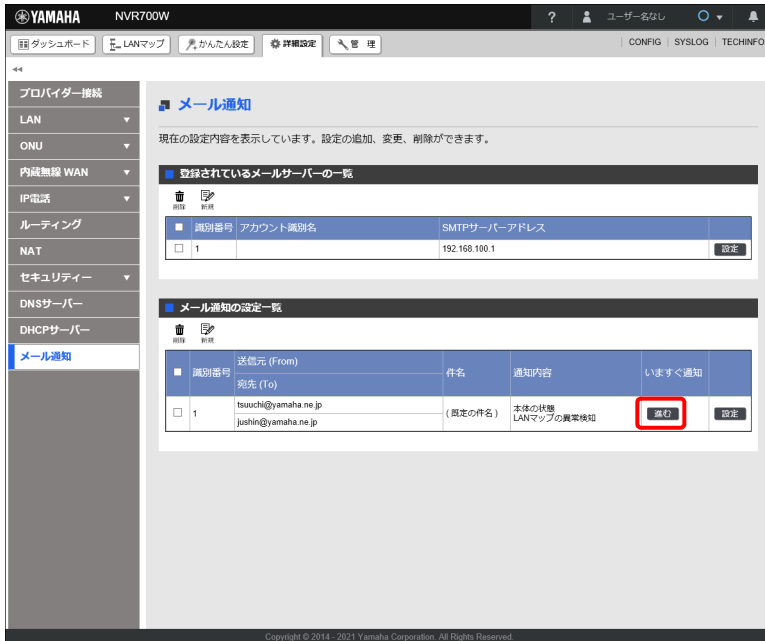 YAMAHA NVR700W ? ユーザー名なし
ダッシュボード LANマップ かんたん設定 詳細設定 管 理 CONFIG SYSLOG TECHINFO
プロバイダー接続
LAN
ONU
内蔵無線 WAN
IP電話
ルーティング
NAT
セキュリティー
DNSサーバー
DHCPサーバー
メール通知
メール通知
現在の設定内容を表示しています。設定の追加、変更、削除ができます。
登録されているメールサーバーの一覧
削除 新規
識別番号 アカウント識別名 SMTPサーバーアドレス
1 192.168.100.1 設定
メール通知の設定一覧
削除 新規
識別番号 送信元 (From) 件名 通知内容 いますぐ通知
宛先 (To)
1 tsuuchi@yamaha.ne.jp (既定の件名) 本体の状態 進む 設定
jushin@yamaha.ne.jp LANマップの異常検知
Copyright © 2014 - 2021 Yamaha Corporation. All Rights Reserved.